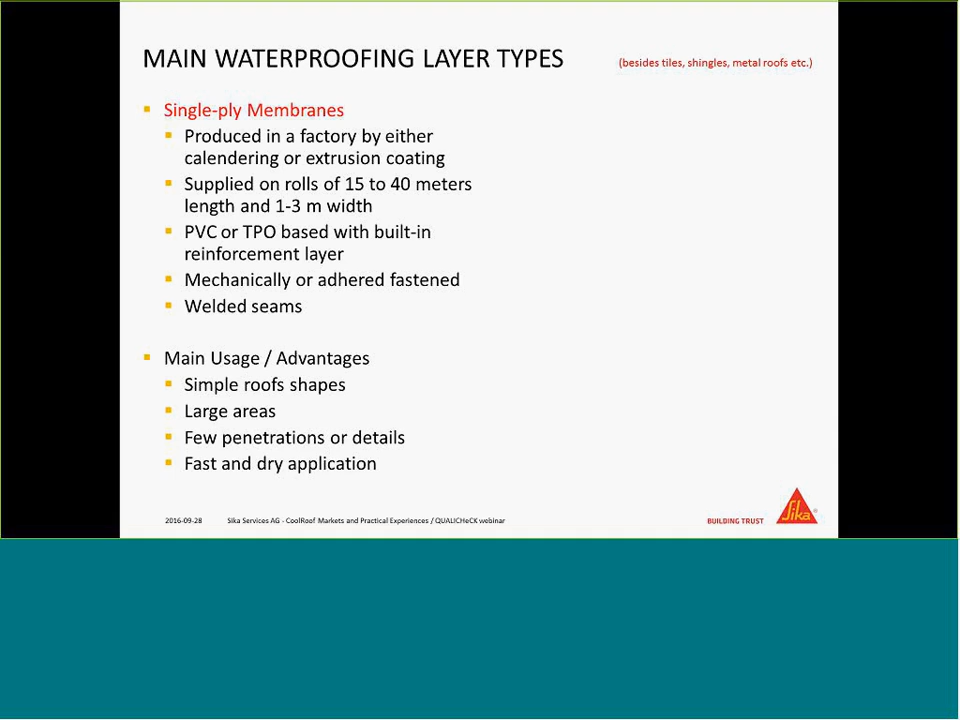 MAIN WATERPROOFING LAYER TYPES (besides tiles, shingles, metal roofs etc.)
Single-ply Membranes
Produced in a factory by either
calendering or extrusion coating
Supplied on rolls of 15 to 40 meters
length and 1-3 m width
PVC or TPO based with built-in
reinforcement layer
Mechanically or adhered fastened
Welded seams
Main Usage / Advantages
Simple roofs shapes
Large areas
Few penetrations or details
Fast and dry application
2016-09-28 Sika Services AG - CoolRoof Markets and Practical Experiences / QUALICHeCK webinar
BUILDING TRUST
Sika®